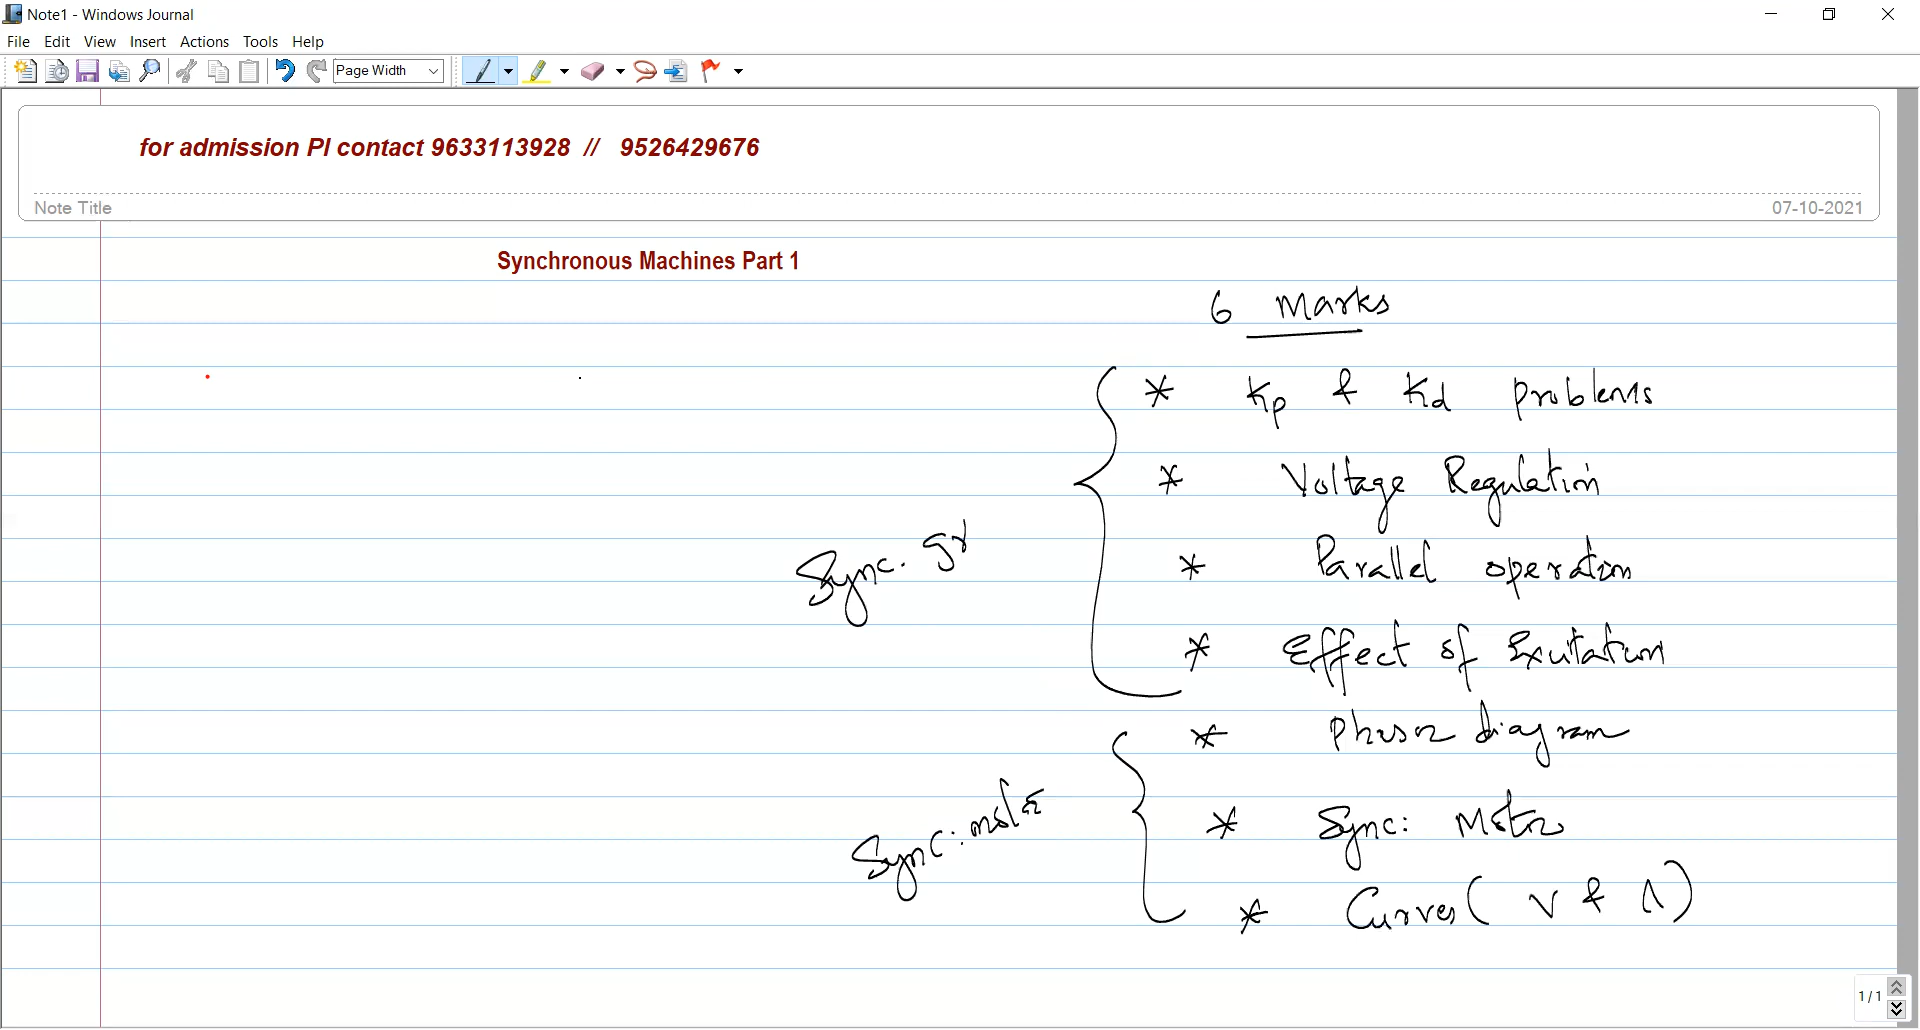 Note1 - Windows Journal
File Edit View Insert Actions Tools Help
Page Width
for admission Pl contact 9633113928 // 9526429676
Note Title
07-10-2021
Synchronous Machines Part 1
6 Marks
* Kp & Kd problems
* Voltage Regulation
Sync. gr
* Parallel operation
* Effect of Exitation
* Phasor diagram
Sync: motor
* Sync: Motor
* Curves ( V & Λ )
1 / 1